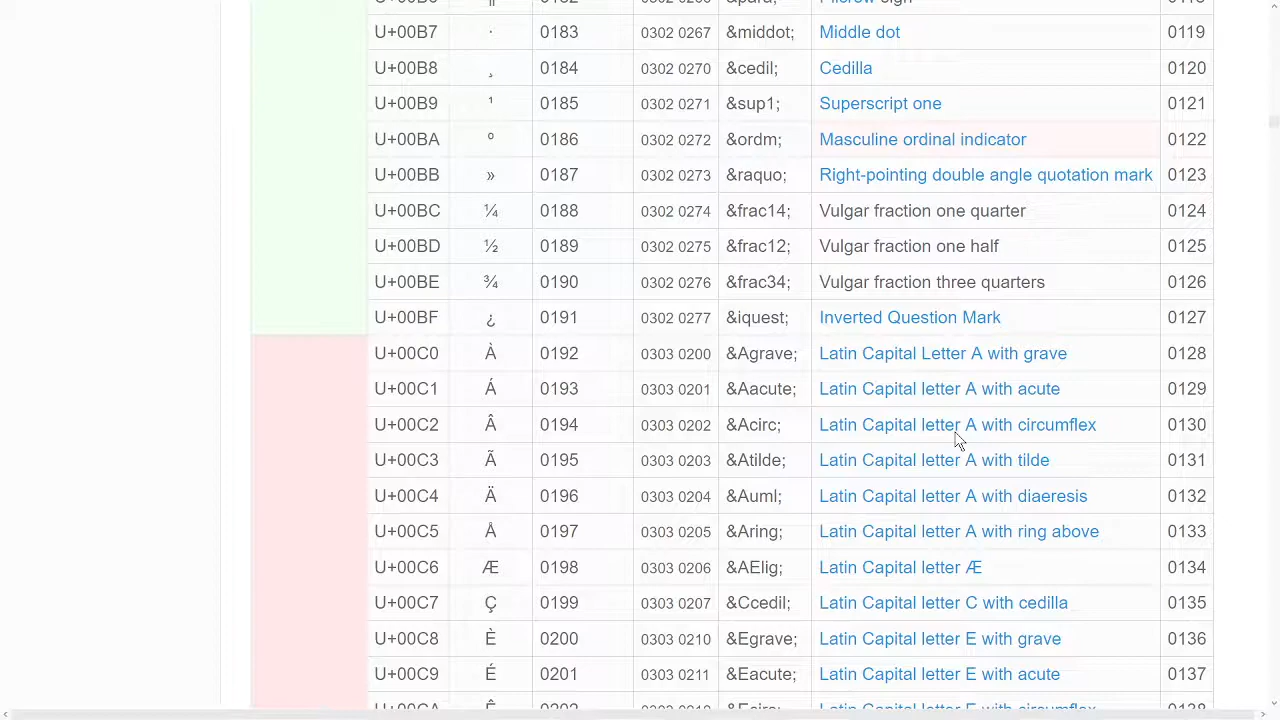 U+00B7 · 0183 0302 0267 &middot; Middle dot 0119
U+00B8 ¸ 0184 0302 0270 &cedil; Cedilla 0120
U+00B9 ¹ 0185 0302 0271 &sup1; Superscript one 0121
U+00BA º 0186 0302 0272 &ordm; Masculine ordinal indicator 0122
U+00BB » 0187 0302 0273 &raquo; Right-pointing double angle quotation mark 0123
U+00BC ¼ 0188 0302 0274 &frac14; Vulgar fraction one quarter 0124
U+00BD ½ 0189 0302 0275 &frac12; Vulgar fraction one half 0125
U+00BE ¾ 0190 0302 0276 &frac34; Vulgar fraction three quarters 0126
U+00BF ¿ 0191 0302 0277 &iquest; Inverted Question Mark 0127
U+00C0 À 0192 0303 0200 &Agrave; Latin Capital Letter A with grave 0128
U+00C1 Á 0193 0303 0201 &Aacute; Latin Capital letter A with acute 0129
U+00C2 Â 0194 0303 0202 &Acirc; Latin Capital letter A with circumflex 0130
U+00C3 Ã 0195 0303 0203 &Atilde; Latin Capital letter A with tilde 0131
U+00C4 Ä 0196 0303 0204 &Auml; Latin Capital letter A with diaeresis 0132
U+00C5 Å 0197 0303 0205 &Aring; Latin Capital letter A with ring above 0133
U+00C6 Æ 0198 0303 0206 &AElig; Latin Capital letter Æ 0134
U+00C7 Ç 0199 0303 0207 &Ccedil; Latin Capital letter C with cedilla 0135
U+00C8 È 0200 0303 0210 &Egrave; Latin Capital letter E with grave 0136
U+00C9 É 0201 0303 0211 &Eacute; Latin Capital letter E with acute 0137